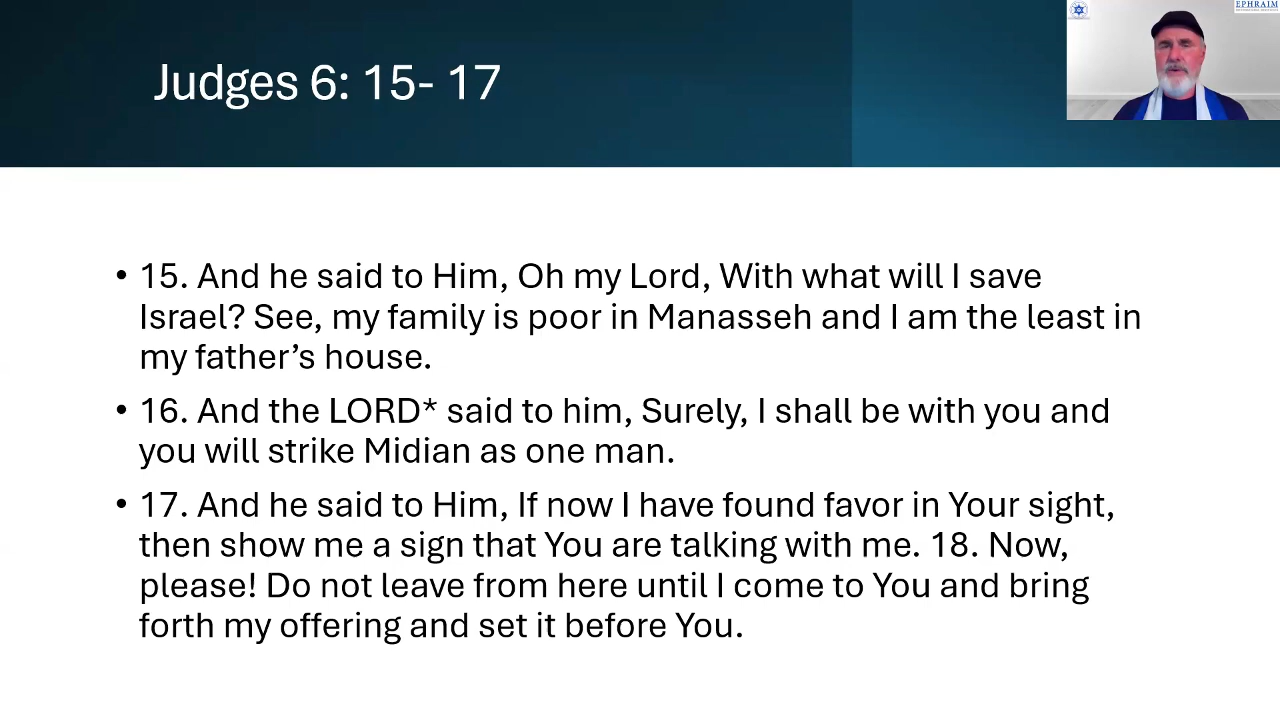 Judges 6: 15- 17
EPHRAIM
• 15. And he said to Him, Oh my Lord, With what will I save
Israel? See, my family is poor in Manasseh and I am the least in
my father’s house.
• 16. And the LORD* said to him, Surely, I shall be with you and
you will strike Midian as one man.
• 17. And he said to Him, If now I have found favor in Your sight,
then show me a sign that You are talking with me. 18. Now,
please! Do not leave from here until I come to You and bring
forth my offering and set it before You.